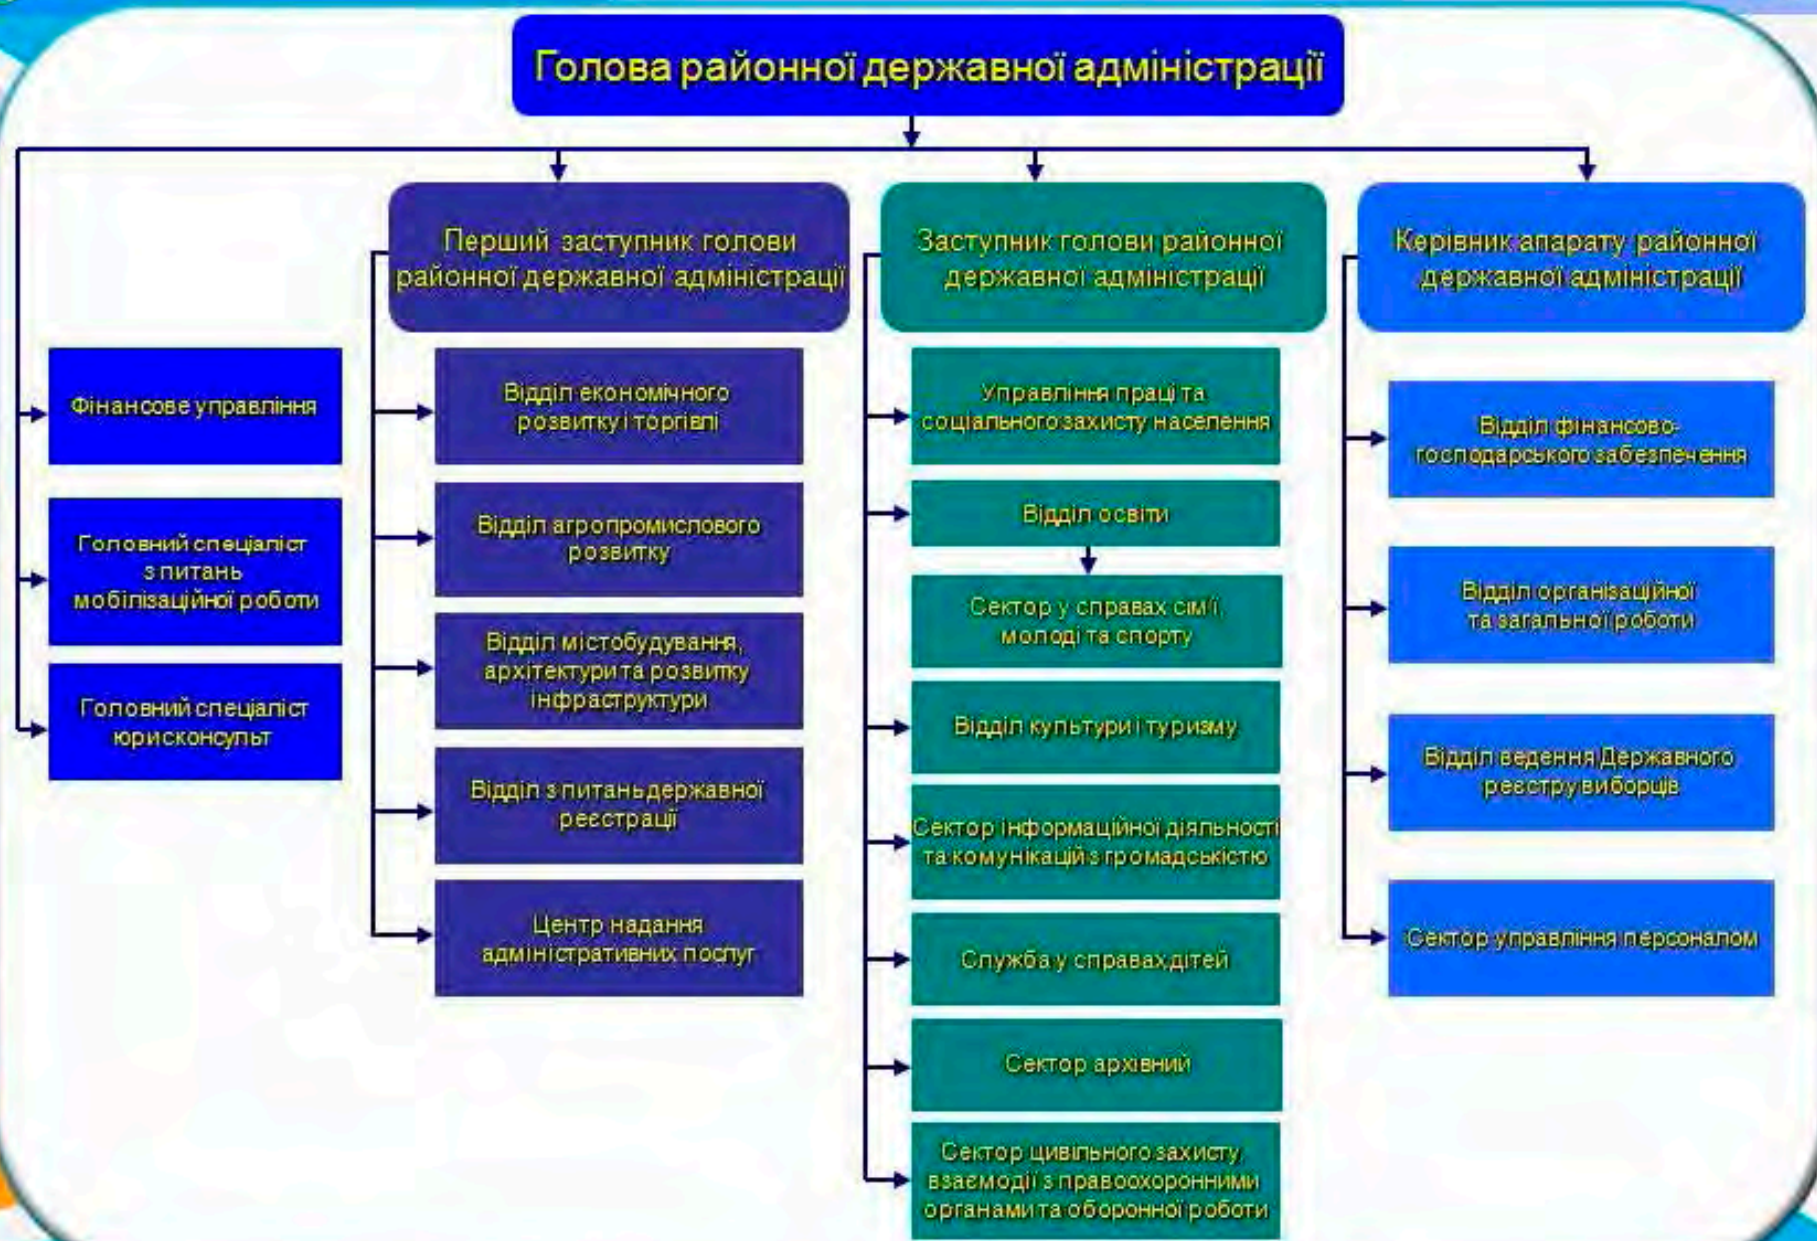 Голова районної державної адміністрації
Перший заступник голови
районної державної адміністрації
Заступник голови районної
державної адміністрації
Керівник апарату районної
державної адміністрації
Фінансове управління
Головний спеціаліст
з питань
мобілізаційної роботи
Головний спеціаліст
юрисконсульт
Відділ економічного
розвитку і торгівлі
Відділ агропромислового
розвитку
Відділ містобудування,
архітектури та розвитку
інфраструктури
Відділ з питань державної
реєстрації
Центр надання
адміністративних послуг
Управління праці та
соціального захисту населення
Відділ освіти
Сектор у справах сім'ї,
молоді та спорту
Відділ культури і туризму
Сектор інформаційної діяльності
та комунікацій з громадськістю
Служба у справах дітей
Сектор архівний
Сектор цивільного захисту,
взаємодії з правоохоронними
органами та оборонної роботи
Відділ фінансово-
господарського забезпечення
Відділ організаційної
та загальної роботи
Відділ ведення Державного
реєстру виборців
Сектор управління персоналом